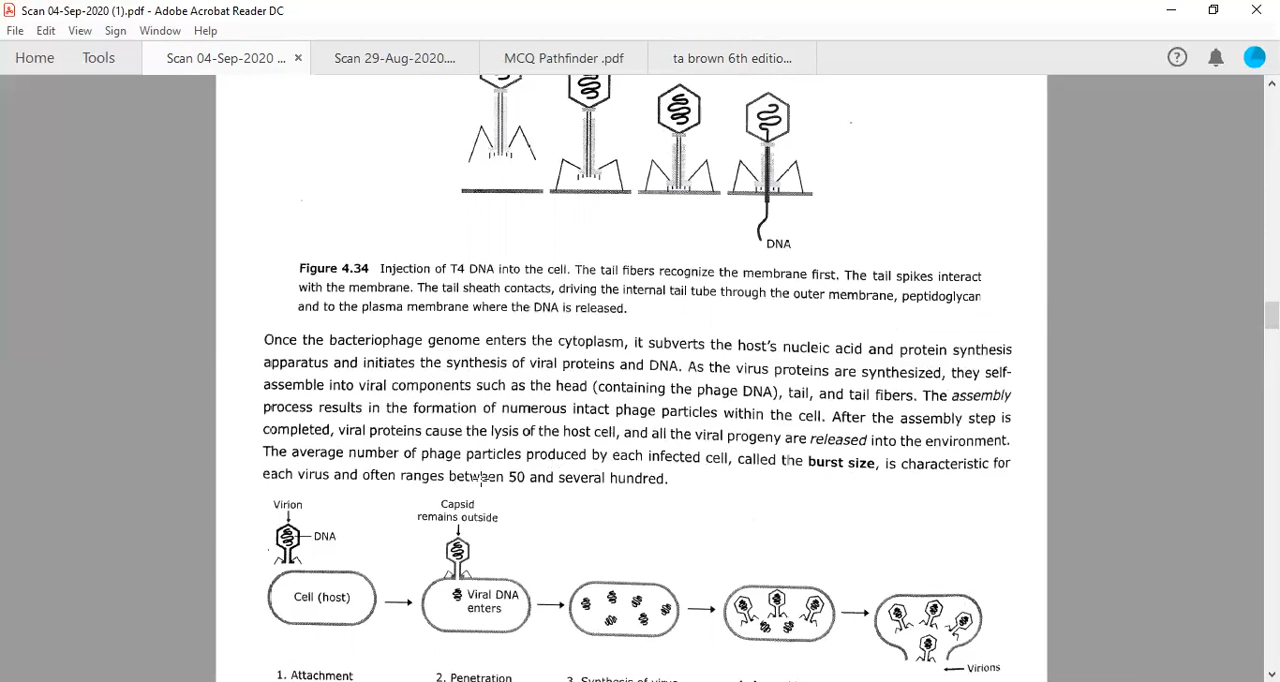 Scan 04-Sep-2020 (1).pdf - Adobe Acrobat Reader DC
File Edit View Sign Window Help
Home Tools Scan 04-Sep-2020 ... × Scan 29-Aug-2020.... MCQ Pathfinder .pdf ta brown 6th editio...
DNA
Figure 4.34 Injection of T4 DNA into the cell. The tail fibers recognize the membrane first. The tail spikes interact
with the membrane. The tail sheath contacts, driving the internal tail tube through the outer membrane, peptidoglycan
and to the plasma membrane where the DNA is released.
Once the bacteriophage genome enters the cytoplasm, it subverts the host's nucleic acid and protein synthesis
apparatus and initiates the synthesis of viral proteins and DNA. As the virus proteins are synthesized, they self-
assemble into viral components such as the head (containing the phage DNA), tail, and tail fibers. The assembly
process results in the formation of numerous intact phage particles within the cell. After the assembly step is
completed, viral proteins cause the lysis of the host cell, and all the viral progeny are released into the environment.
The average number of phage particles produced by each infected cell, called the burst size, is characteristic for
each virus and often ranges between 50 and several hundred.
Virion
DNA
Cell (host)
Capsid
remains outside
Viral DNA
enters
Virions
1. Attachment
2. Penetration
3. Synthesis of virus